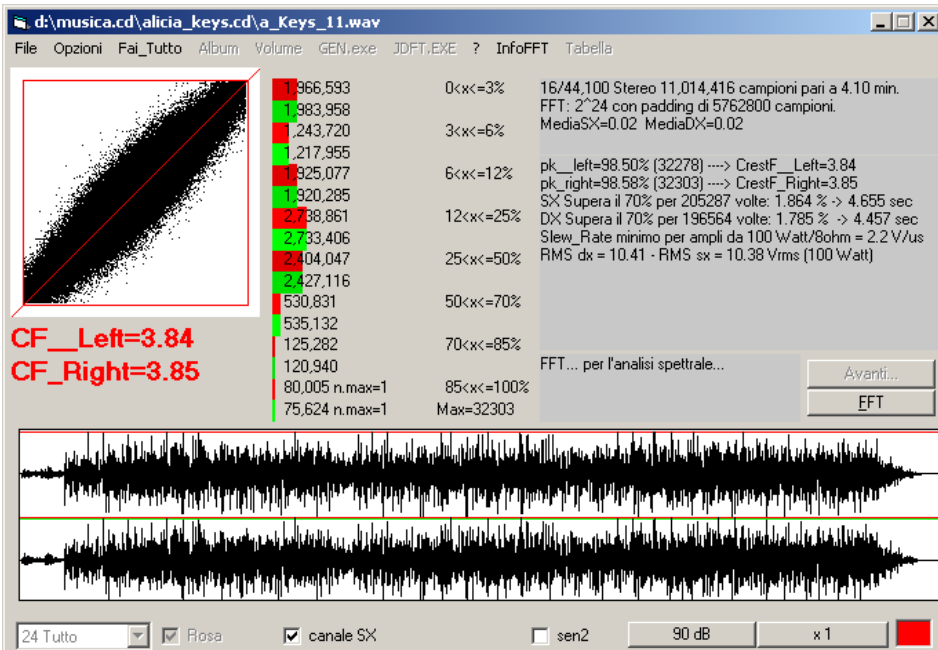 d:\musica.cd\alicia_keys.cd\a_Keys_11.wav
File Opzioni Fai_Tutto Album Volume GEN.exe JDFT.EXE ? InfoFFT Tabella
1,966,593 0<x<=3%
1,983,958
1,243,720 3<x<=6%
1,217,955
1,925,077 6<x<=12%
1,920,285
2,738,861 12<x<=25%
2,733,406
2,404,047 25<x<=50%
2,427,116
530,831 50<x<=70%
535,132
125,282 70<x<=85%
120,940
80,005 n.max=1 85<x<=100%
75,624 n.max=1 Max=32303
CF__Left=3.84
CF_Right=3.85
16/44,100 Stereo 11,014,416 campioni pari a 4.10 min.
FFT: 2^24 con padding di 5762800 campioni.
MediaSX=0.02 MediaDX=0.02
pk__left=98.50% (32278) ----> CrestF__Left=3.84
pk_right=98.58% (32303) ----> CrestF_Right=3.85
SX Supera il 70% per 205287 volte: 1.864 % -> 4.655 sec
DX Supera il 70% per 196564 volte: 1.785 % -> 4.457 sec
Slew_Rate minimo per ampli da 100 Watt/8ohm = 2.2 V/us
RMS dx = 10.41 - RMS sx = 10.38 Vrms (100 Watt)
FFT... per l'analisi spettrale...
Avanti...
FFT
24 Tutto Rosa canale SX sen2 90 dB x 1